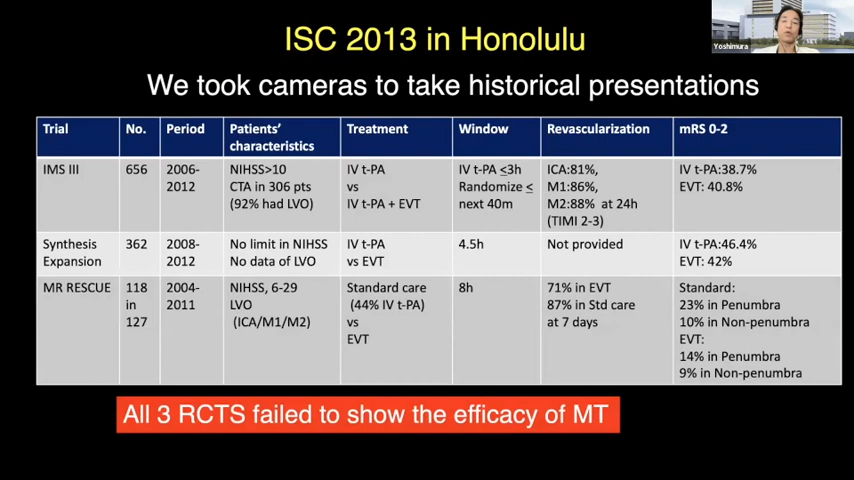 ISC 2013 in Honolulu
Yoshimura
We took cameras to take historical presentations
Trial No. Period Patients' characteristics Treatment Window Revascularization mRS 0-2
IMS III 656 2006-2012 NIHSS>10 CTA in 306 pts (92% had LVO) IV t-PA vs IV t-PA + EVT IV t-PA ≤3h Randomize ≤ next 40m ICA:81%, M1:86%, M2:88% at 24h (TIMI 2-3) IV t-PA:38.7% EVT: 40.8%
Synthesis Expansion 362 2008-2012 No limit in NIHSS No data of LVO IV t-PA vs EVT 4.5h Not provided IV t-PA:46.4% EVT: 42%
MR RESCUE 118 in 127 2004-2011 NIHSS, 6-29 LVO (ICA/M1/M2) Standard care (44% IV t-PA) vs EVT 8h 71% in EVT 87% in Std care at 7 days Standard: 23% in Penumbra 10% in Non-penumbra EVT: 14% in Penumbra 9% in Non-penumbra
All 3 RCTS failed to show the efficacy of MT